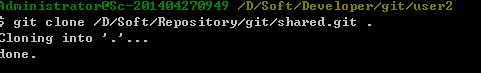 Administrator@Sc-201404270949 /D/Soft/Developer/git/user2
$ git clone /D/Soft/Repository/git/shared.git .
Cloning into '.'...
done.